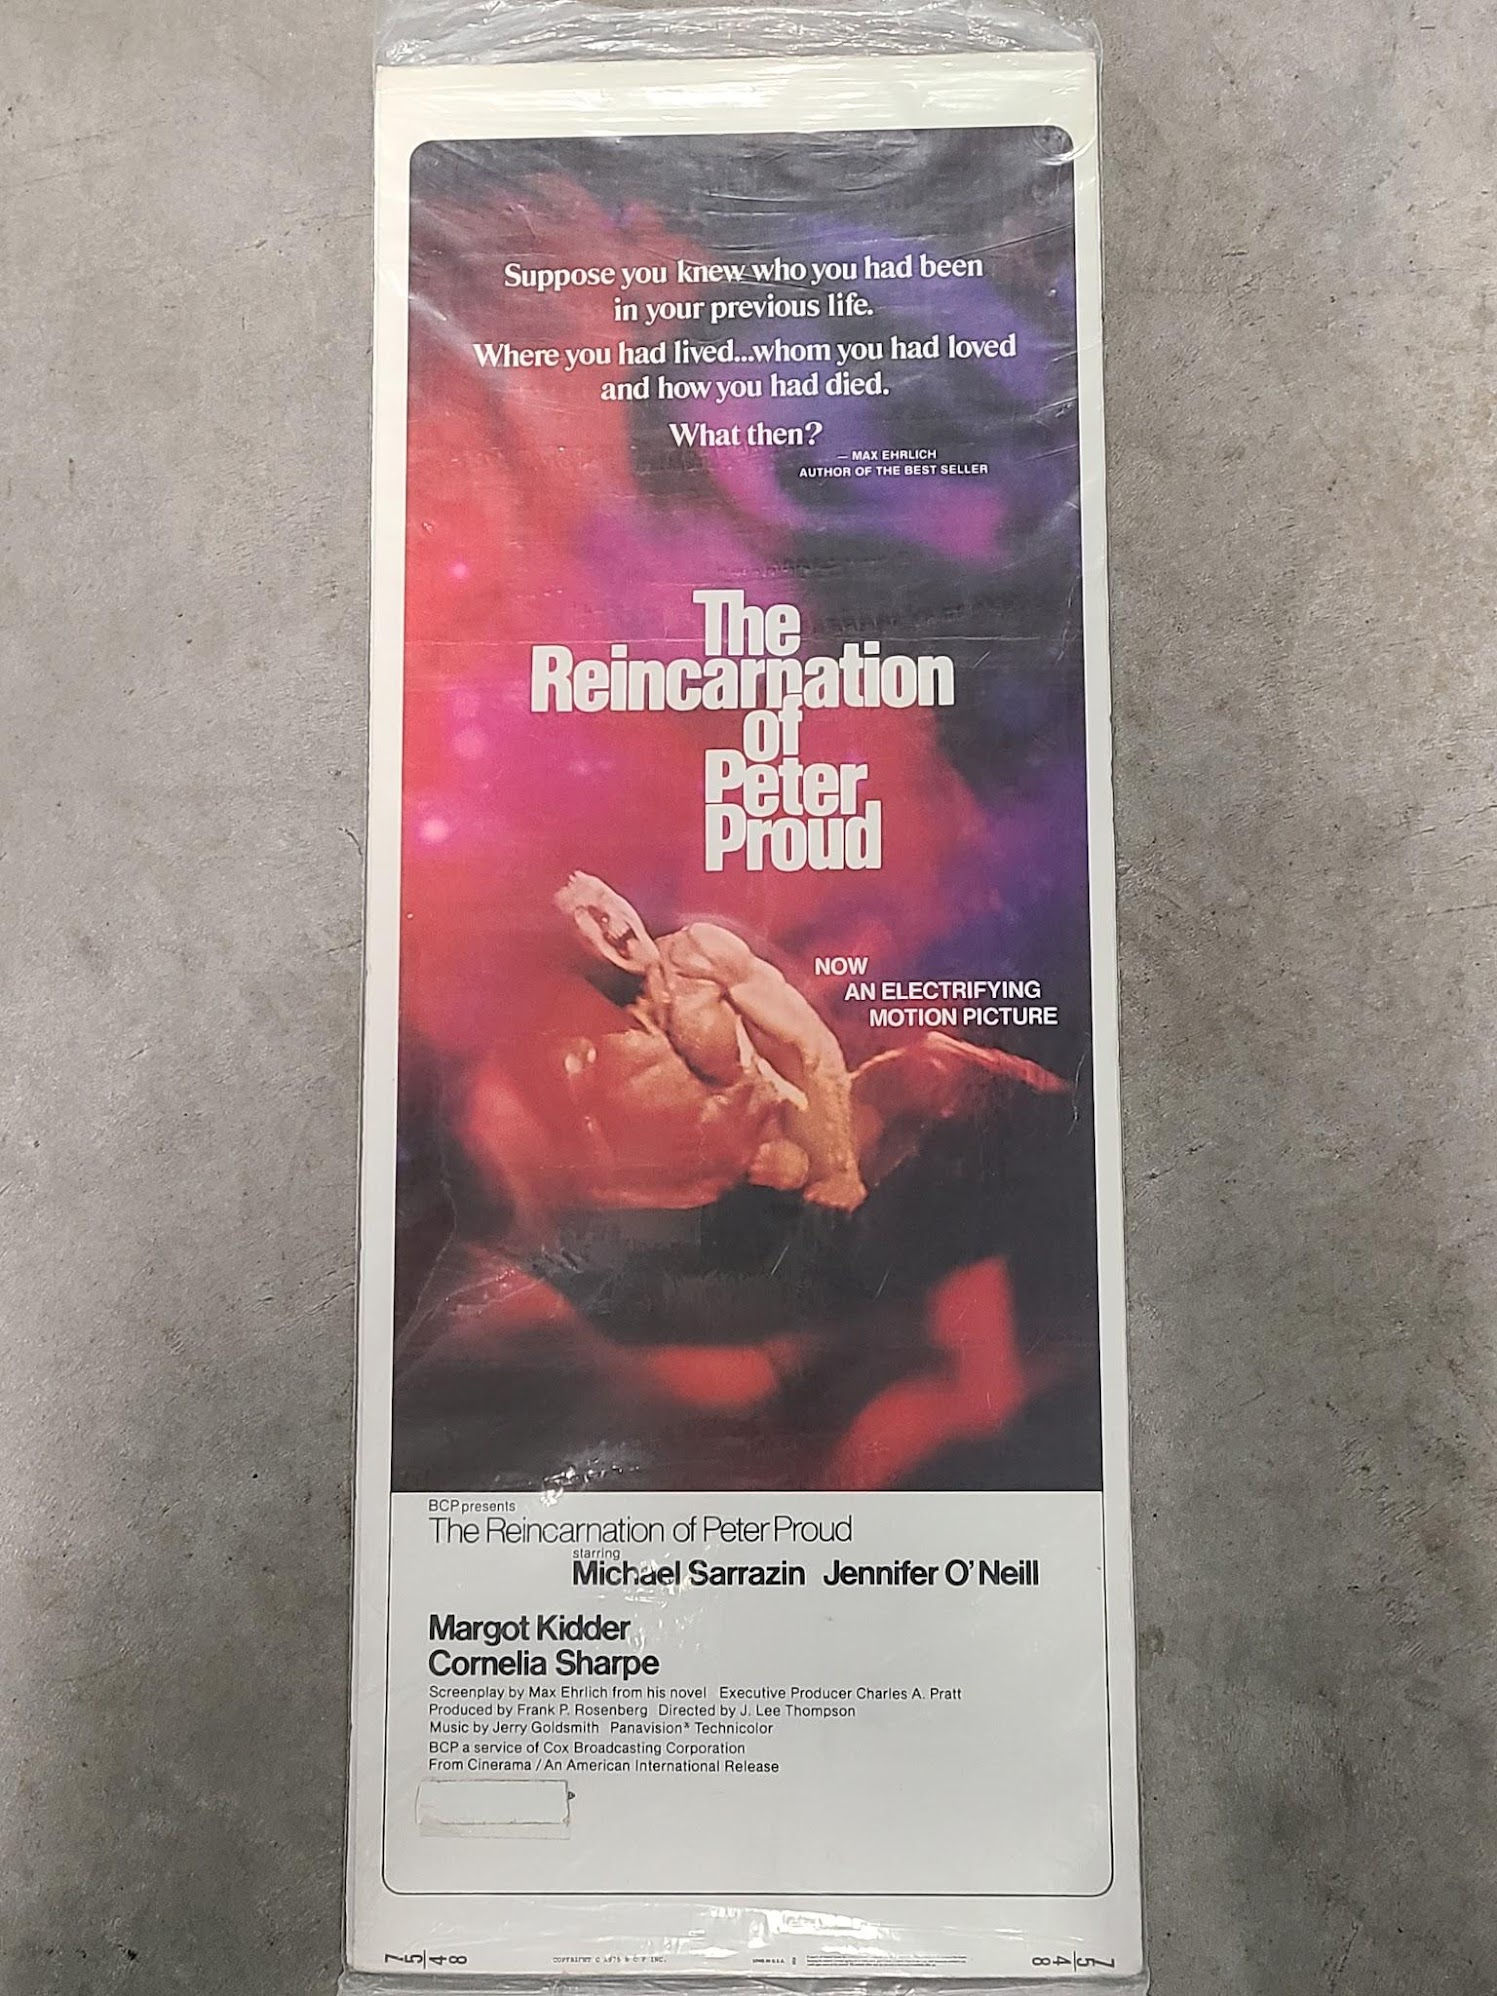 Suppose you knew who you had been
in your previous life.
Where you had lived...whom you had loved
and how you had died.
What then?
— MAX EHRLICH
AUTHOR OF THE BEST SELLER
The
Reincarnation
of
Peter
Proud
NOW
AN ELECTRIFYING
MOTION PICTURE
BCP presents
The Reincarnation of Peter Proud
starring
Michael Sarrazin Jennifer O'Neill
Margot Kidder
Cornelia Sharpe
Screenplay by Max Ehrlich from his novel Executive Producer Charles A. Pratt
Produced by Frank P. Rosenberg Directed by J. Lee Thompson
Music by Jerry Goldsmith Panavision® Technicolor
BCP a service of Cox Broadcasting Corporation
From Cinerama / An American International Release
75|48
COPYRIGHT © 1975 B C P INC.
75|48